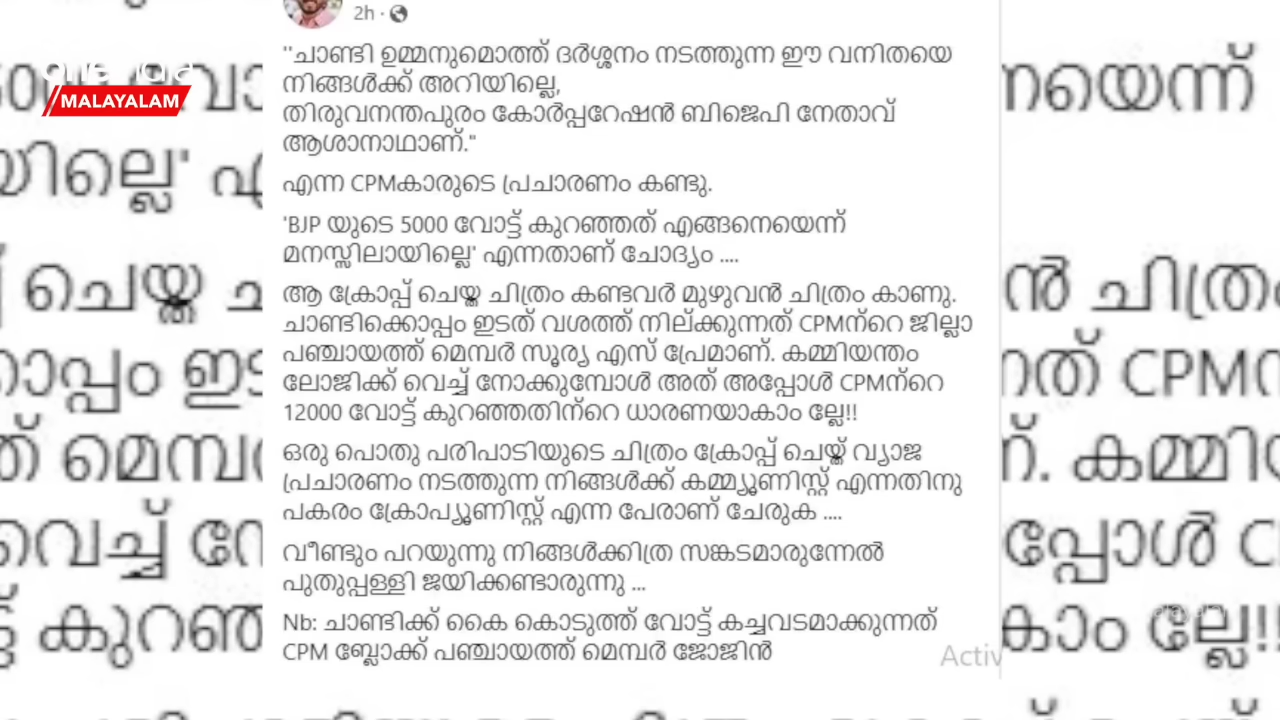 MALAYALAM
2h ·
"ചാണ്ടി ഉമ്മനുമൊത്ത് ദർശ്ശനം നടത്തുന്ന ഈ വനിതയെ
നിങ്ങൾക്ക് അറിയില്ലെ,
തിരുവനന്തപുരം കോർപ്പറേഷൻ ബിജെപി നേതാവ്
ആശാനാഥാണ്."
എന്ന CPMകാരുടെ പ്രചാരണം കണ്ടു.
'BJP യുടെ 5000 വോട്ട് കുറഞ്ഞത് എങ്ങനെയെന്ന്
മനസ്സിലായില്ലെ' എന്നതാണ് ചോദ്യം ....
ആ ക്രോപ്പ് ചെയ്ത ചിത്രം കണ്ടവർ മുഴുവൻ ചിത്രം കാണു.
ചാണ്ടിക്കൊപ്പം ഇടത് വശത്ത് നില്ക്കുന്നത് CPMന്റെ ജില്ലാ
പഞ്ചായത്ത് മെമ്പർ സൂര്യ എസ് പ്രേമാണ്. കമ്മിയന്തം
ലോജിക്ക് വെച്ച് നോക്കുമ്പോൾ അത് അപ്പോൾ CPMന്റെ
12000 വോട്ട് കുറഞ്ഞതിന്റെ ധാരണയാകാം ല്ലേ!!
ഒരു പൊതു പരിപാടിയുടെ ചിത്രം ക്രോപ്പ് ചെയ്ത് വ്യാജ
പ്രചാരണം നടത്തുന്ന നിങ്ങൾക്ക് കമ്മ്യൂണിസ്റ്റ് എന്നതിനു
പകരം ക്രോപ്യൂണിസ്റ്റ് എന്ന പേരാണ് ചേരുക ....
വീണ്ടും പറയുന്നു നിങ്ങൾക്കിത്ര സങ്കടമാരുന്നേൽ
പുതുപ്പള്ളി ജയിക്കണ്ടാരുന്നു ...
Nb: ചാണ്ടിക്ക് കൈ കൊടുത്ത് വോട്ട് കച്ചവടമാക്കുന്നത്
CPM ബ്ലോക്ക് പഞ്ചായത്ത് മെമ്പർ ജോജിൻ
Activ